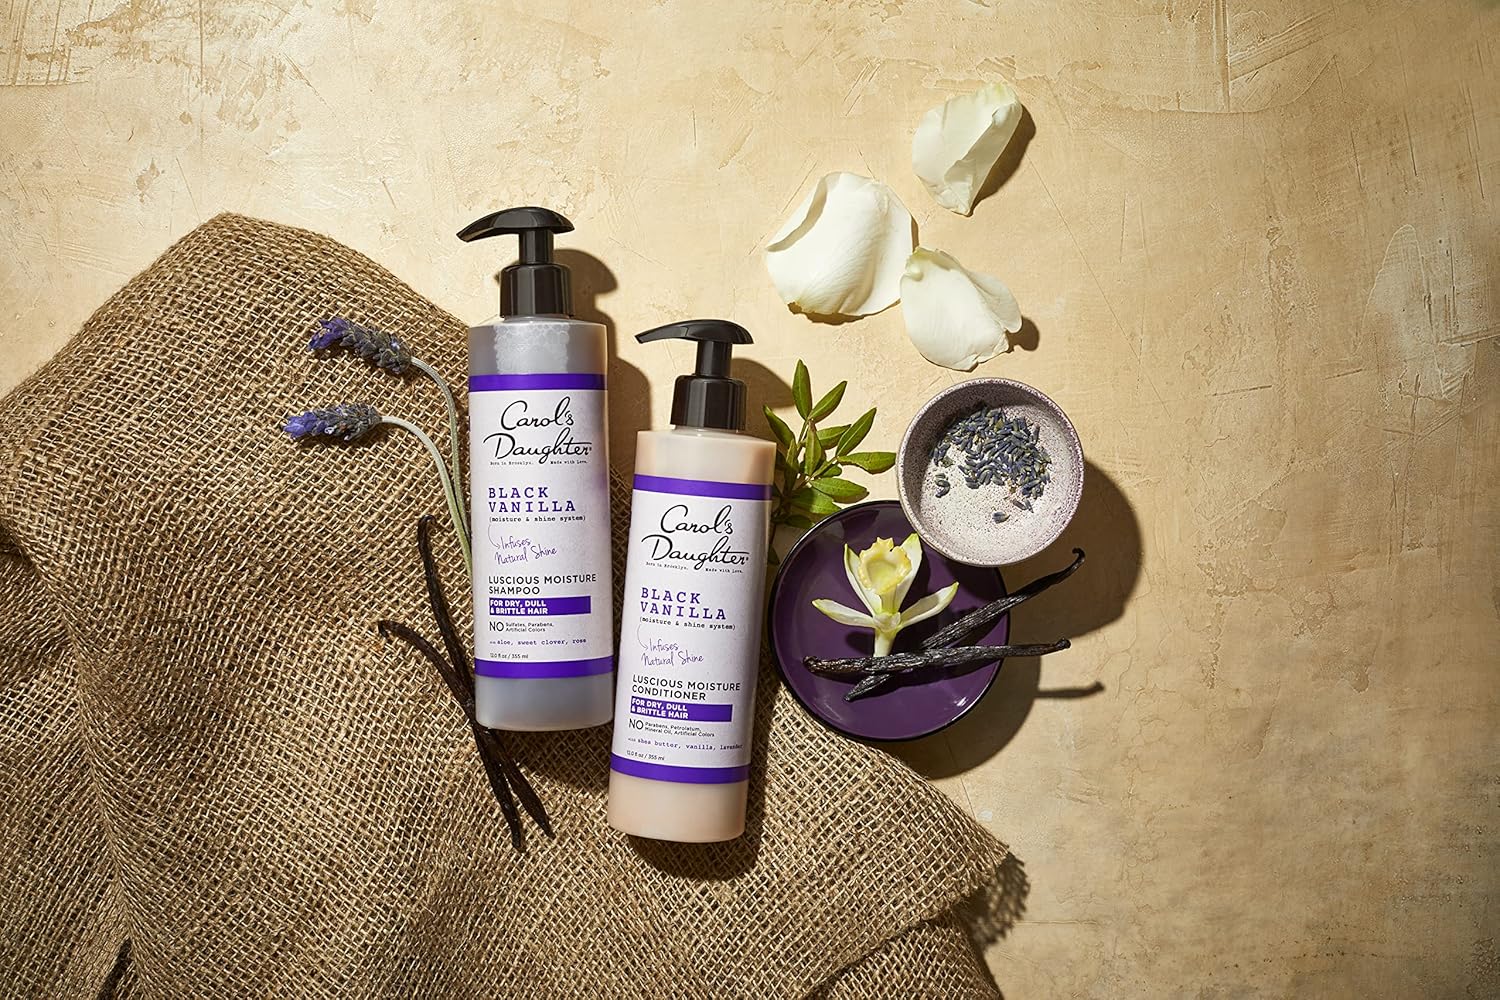 Carol's
Daughter®
Born in Brooklyn. Made with Love.
BLACK
VANILLA
(moisture & shine system)
Infuses
Natural Shine
LUSCIOUS MOISTURE
SHAMPOO
FOR DRY, DULL
& BRITTLE HAIR
NO Sulfates, Parabens,
Artificial Colors
with aloe, sweet clover, rose
12.0 fl oz / 355 ml
Carol's
Daughter®
Born in Brooklyn. Made with Love.
BLACK
VANILLA
(moisture & shine system)
Infuses
Natural Shine
LUSCIOUS MOISTURE
CONDITIONER
FOR DRY, DULL
& BRITTLE HAIR
NO Parabens, Petrolatum,
Mineral Oil, Artificial Colors
with shea butter, vanilla, lavender
12.0 fl oz / 355 ml